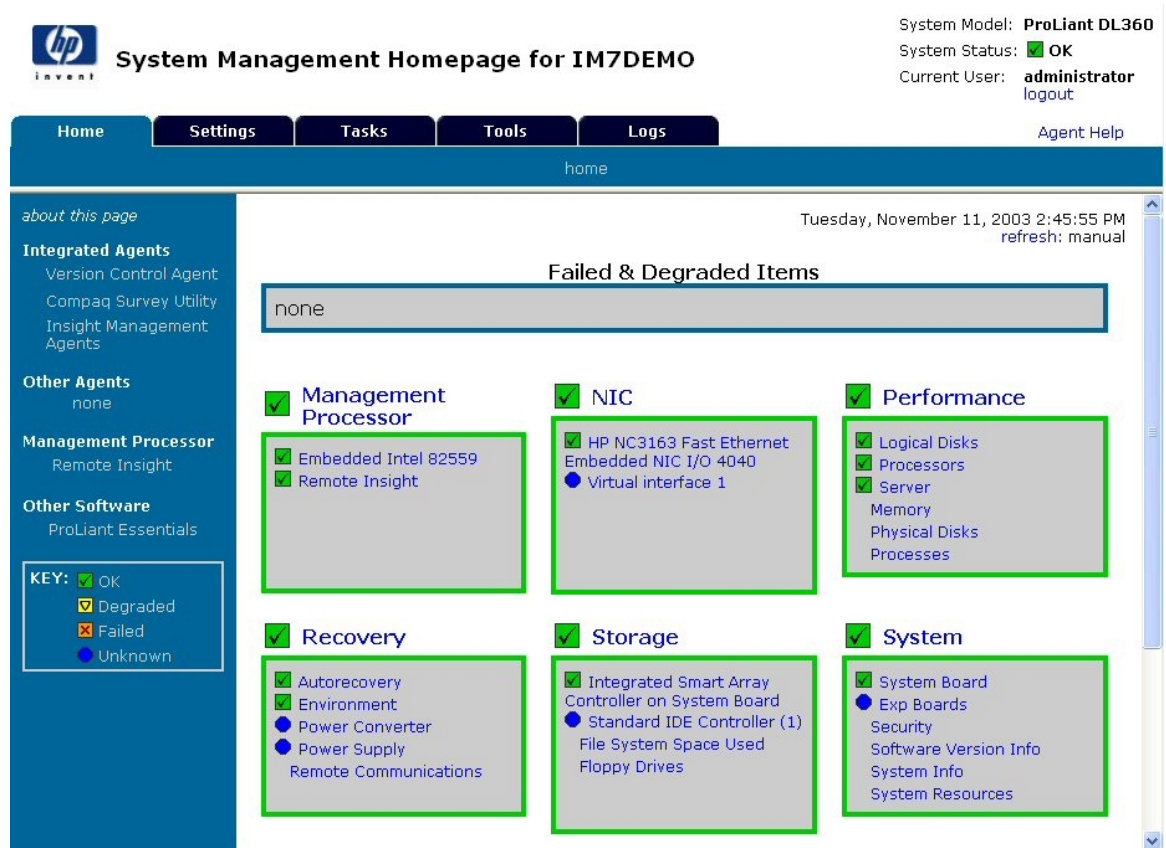 hp
invent
System Management Homepage for IM7DEMO
System Model: ProLiant DL360
System Status: OK
Current User: administrator
logout
Home
Settings
Tasks
Tools
Logs
Agent Help
home
about this page
Integrated Agents
Version Control Agent
Compaq Survey Utility
Insight Management
Agents
Other Agents
none
Management Processor
Remote Insight
Other Software
ProLiant Essentials
KEY: OK
Degraded
Failed
Unknown
Tuesday, November 11, 2003 2:45:55 PM
refresh: manual
Failed & Degraded Items
none
Management
Processor
Embedded Intel 82559
Remote Insight
NIC
HP NC3163 Fast Ethernet
Embedded NIC I/O 4040
Virtual interface 1
Performance
Logical Disks
Processors
Server
Memory
Physical Disks
Processes
Recovery
Autorecovery
Environment
Power Converter
Power Supply
Remote Communications
Storage
Integrated Smart Array
Controller on System Board
Standard IDE Controller (1)
File System Space Used
Floppy Drives
System
System Board
Exp Boards
Security
Software Version Info
System Info
System Resources